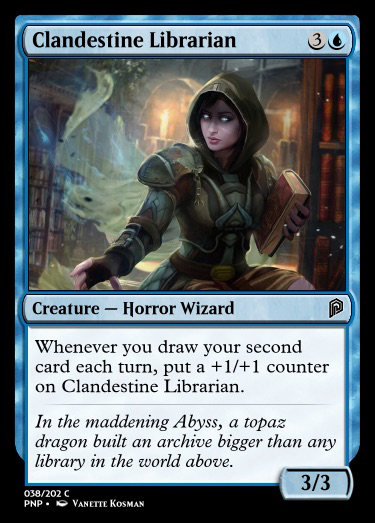 Clandestine Librarian 3
Creature — Horror Wizard
Whenever you draw your second
card each turn, put a +1/+1 counter
on Clandestine Librarian.
In the maddening Abyss, a topaz
dragon built an archive bigger than any
library in the world above.
3/3
038/202 C
PNP • Vanette Kosman